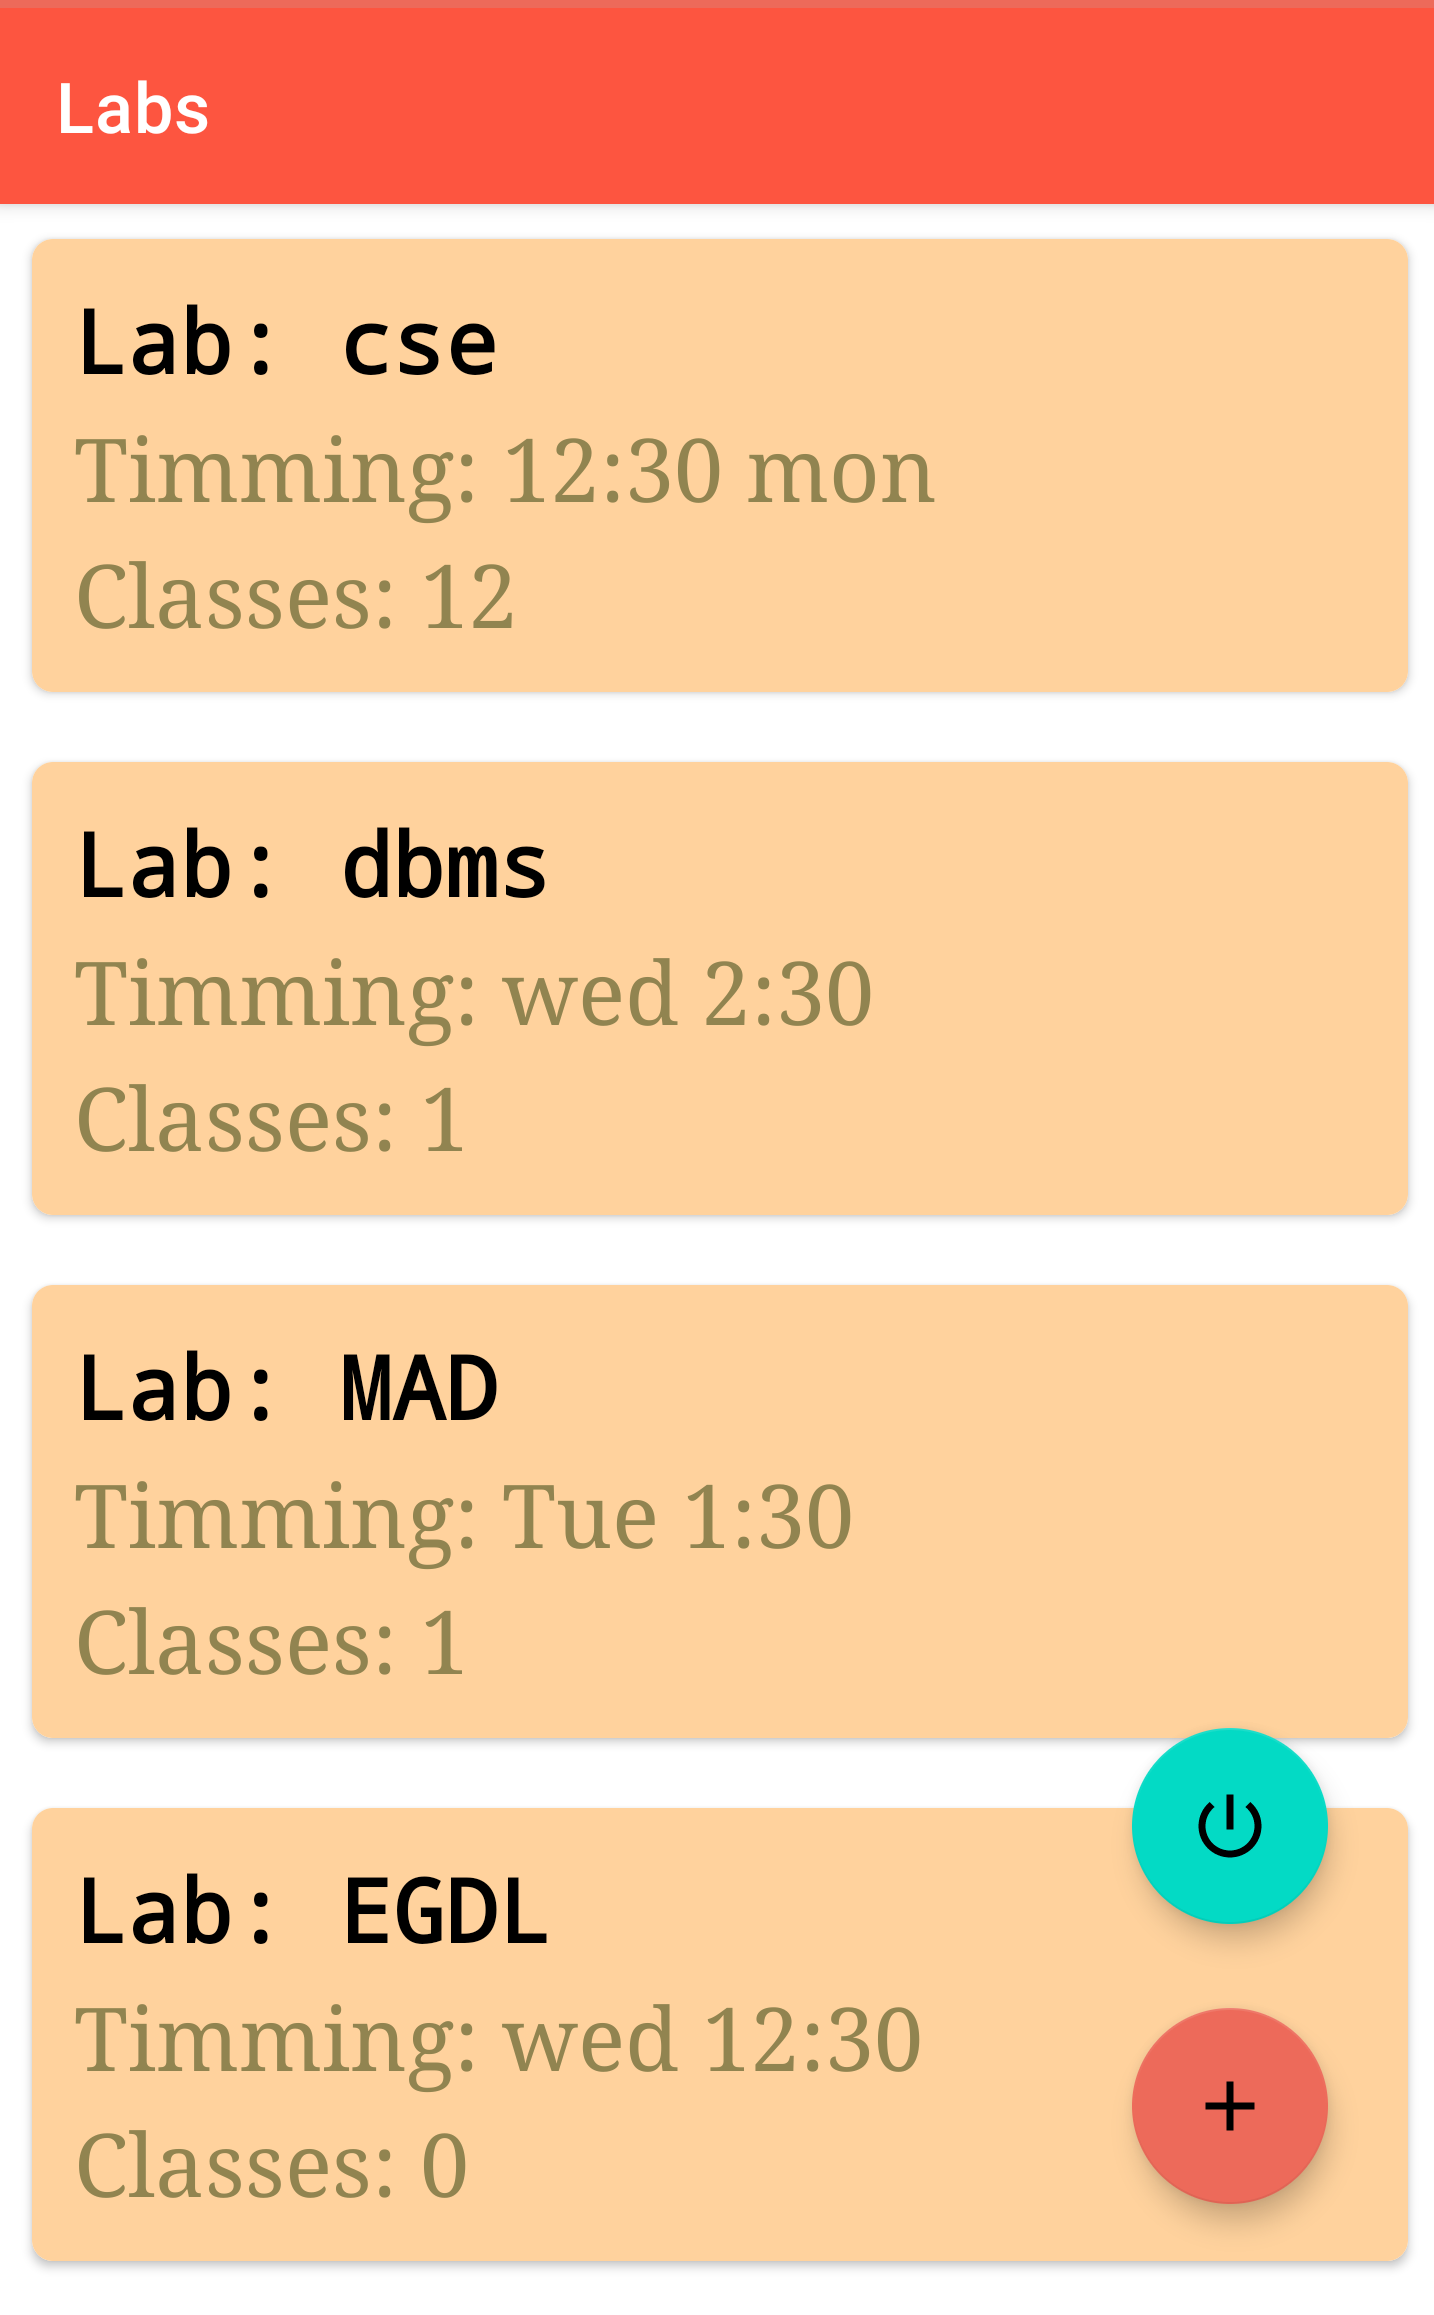 Labs
Lab: cse
Timming: 12:30 mon
Classes: 12
Lab: dbms
Timming: wed 2:30
Classes: 1
Lab: MAD
Timming: Tue 1:30
Classes: 1
Lab: EGDL
Timming: wed 12:30
Classes: 0